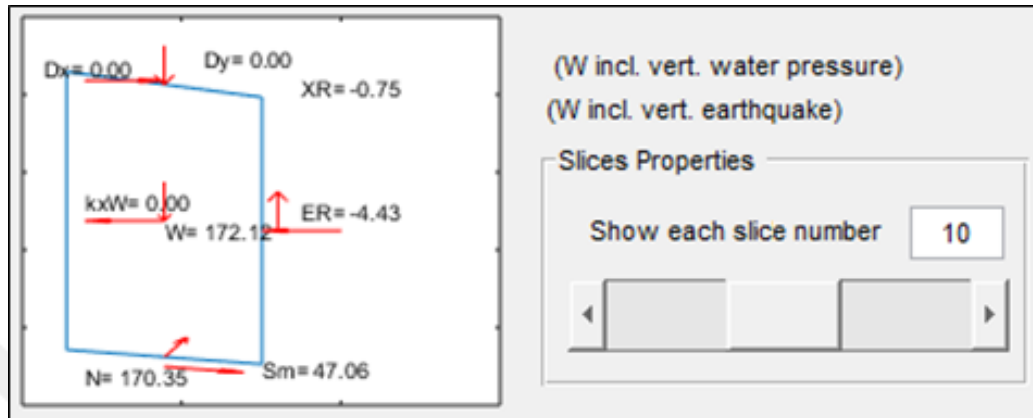 Dx= 0.00
Dy= 0.00
XR= -0.75
kxW= 0.00
W= 172.12
ER= -4.43
N= 170.35
Sm= 47.06
(W incl. vert. water pressure)
(W incl. vert. earthquake)
Slices Properties
Show each slice number 10